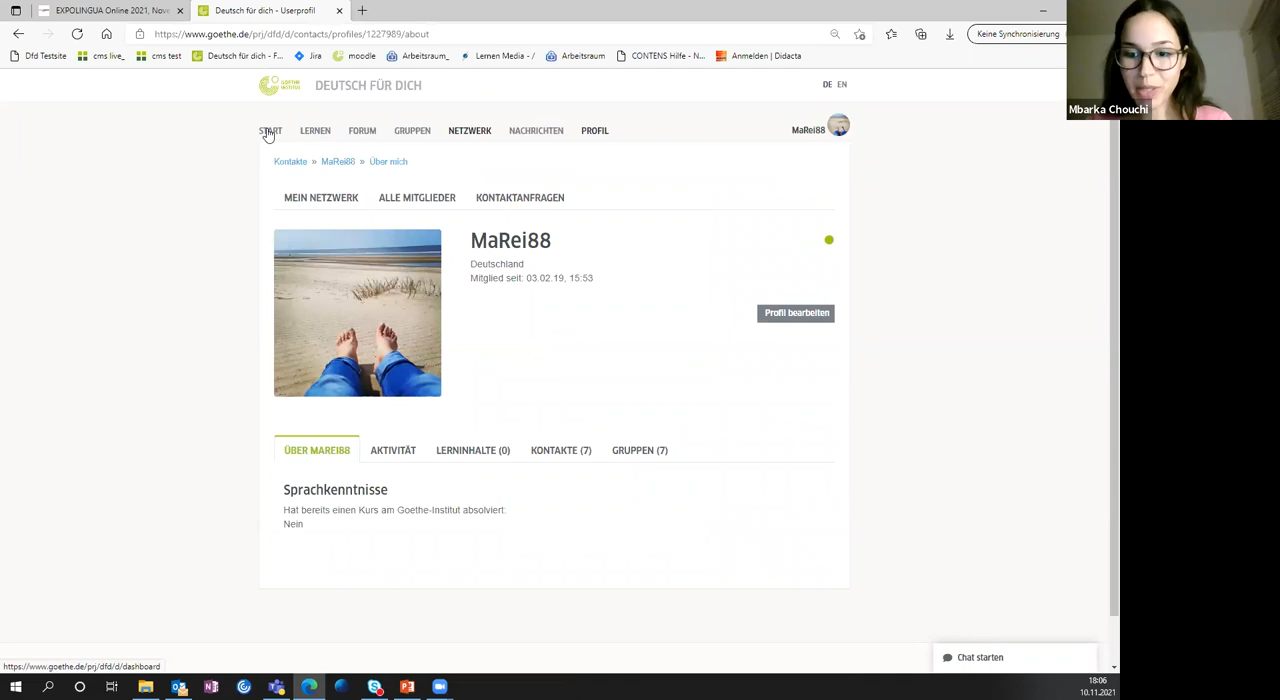 EXPOLINGUA Online 2021, Nove
Deutsch für dich - Userprofil
https://www.goethe.de/prj/dfd/d/contacts/profiles/1227989/about
Keine Synchronisierung
Dfd Testsite
cms live_
cms test
Deutsch für dich - F...
Jira
moodle
Arbeitsraum_
Lernen Media - /
Arbeitsraum
CONTENS Hilfe - N...
Anmelden | Didacta
Mbarka Chouchi
GOETHE INSTITUT
DEUTSCH FÜR DICH
DE EN
START LERNEN FORUM GRUPPEN NETZWERK NACHRICHTEN PROFIL
MaRei88
Kontakte » MaRei88 » Über mich
MEIN NETZWERK ALLE MITGLIEDER KONTAKTANFRAGEN
MaRei88
Deutschland
Mitglied seit: 03.02.19, 15:53
Profil bearbeiten
ÜBER MAREI88 AKTIVITÄT LERNINHALTE (0) KONTAKTE (7) GRUPPEN (7)
Sprachkenntnisse
Hat bereits einen Kurs am Goethe-Institut absolviert:
Nein
Chat starten
https://www.goethe.de/prj/dfd/d/dashboard
18:06
10.11.2021